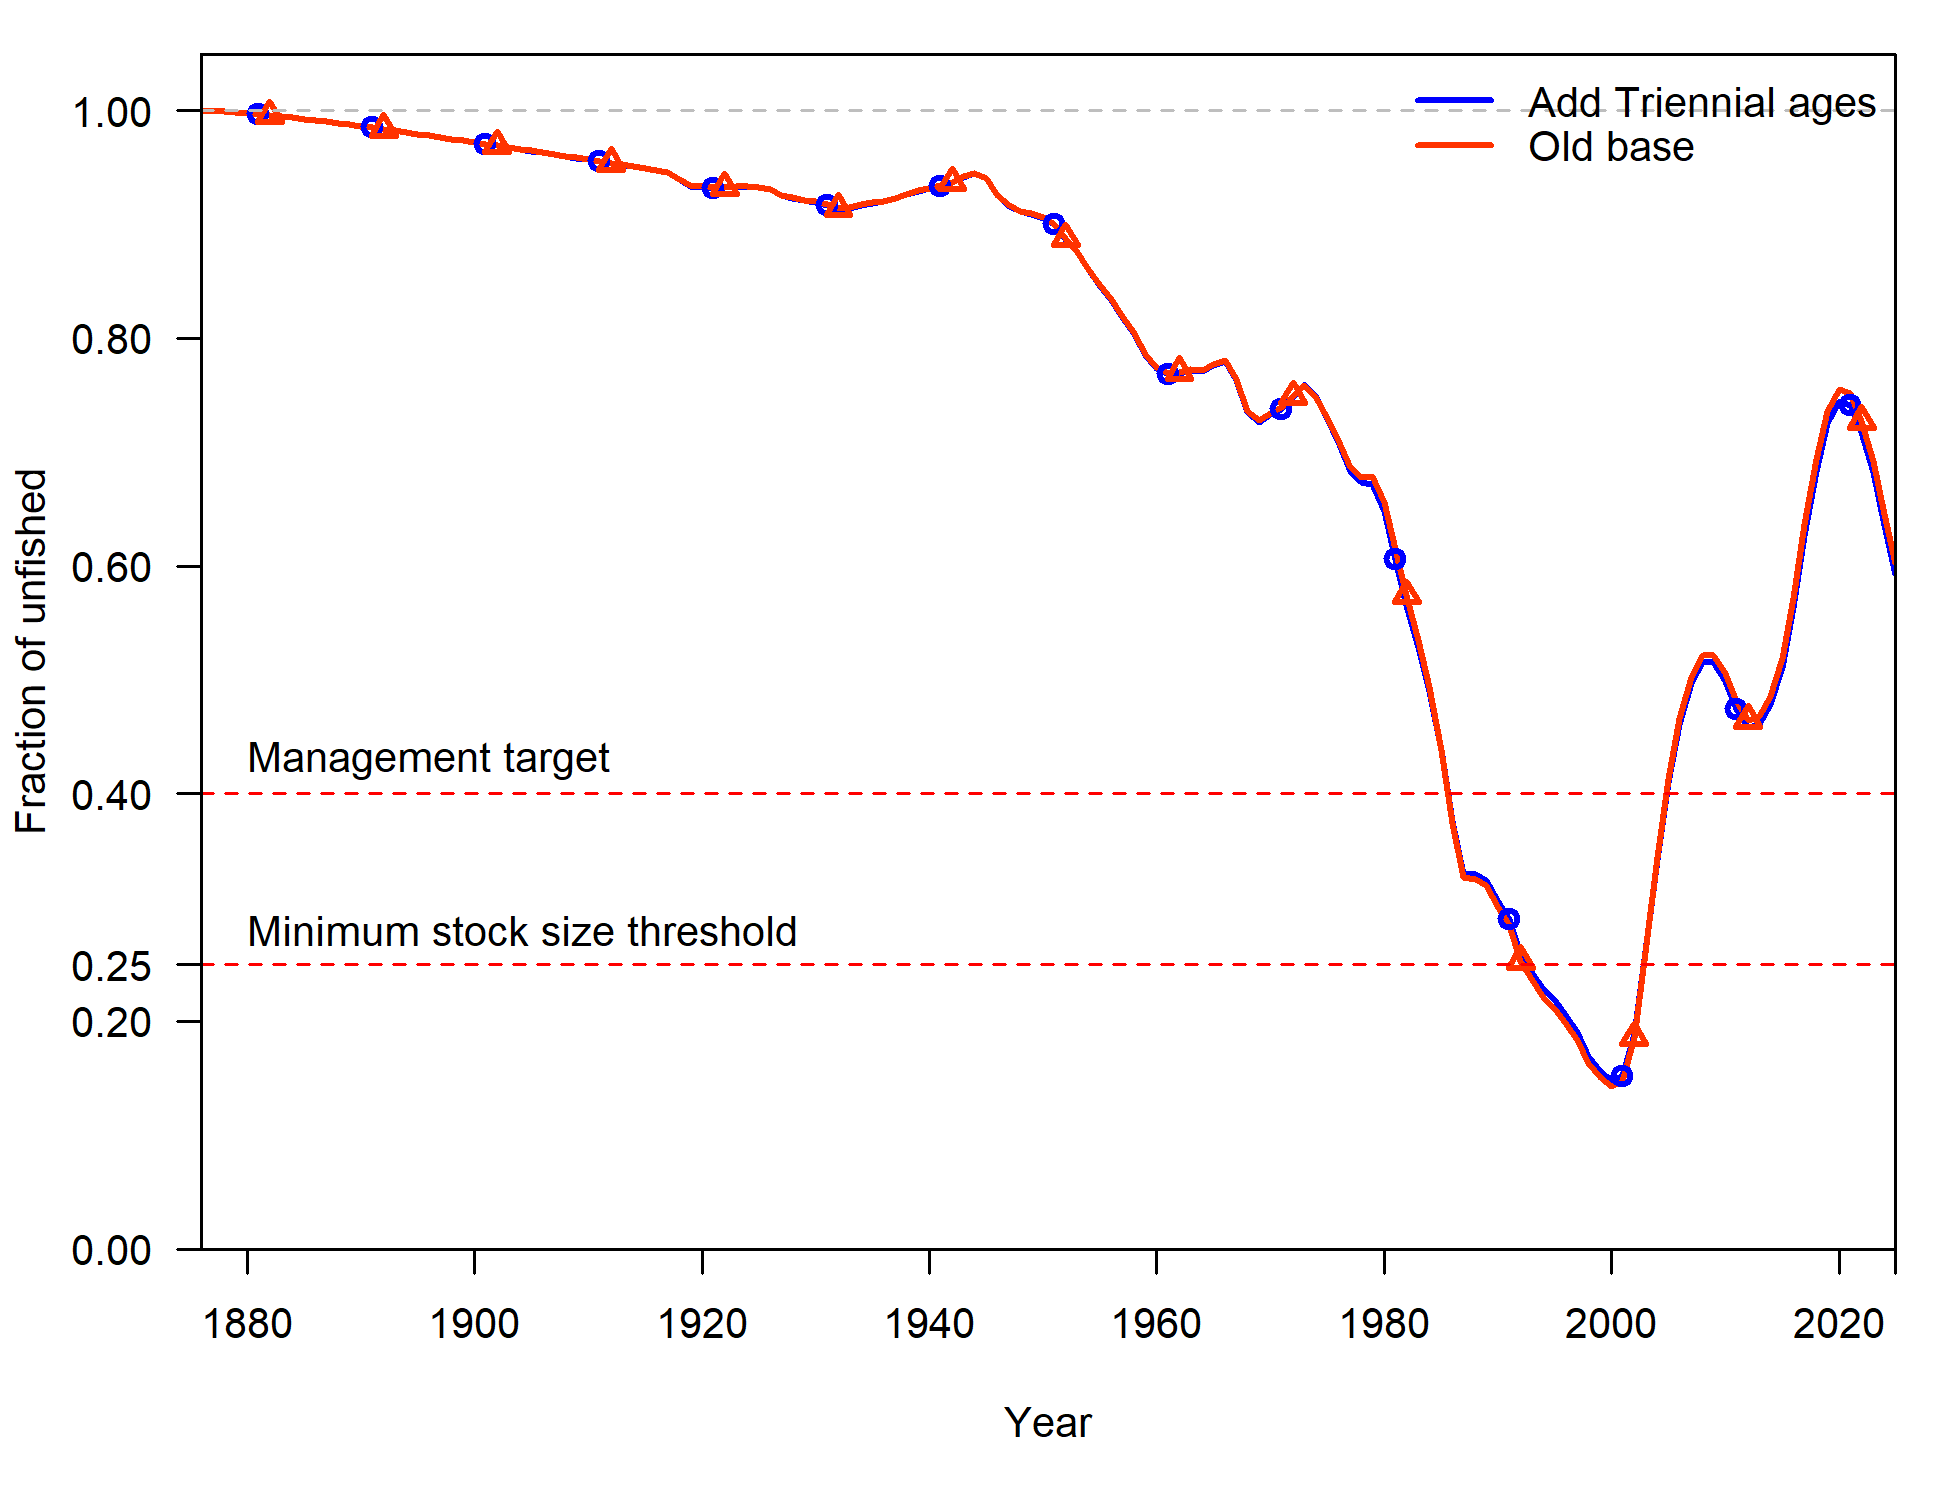 Add Triennial ages
Old base
1.00
0.80
0.60
0.40
0.25
0.20
0.00
Fraction of unfished
Management target
Minimum stock size threshold
1880 1900 1920 1940 1960 1980 2000 2020
Year